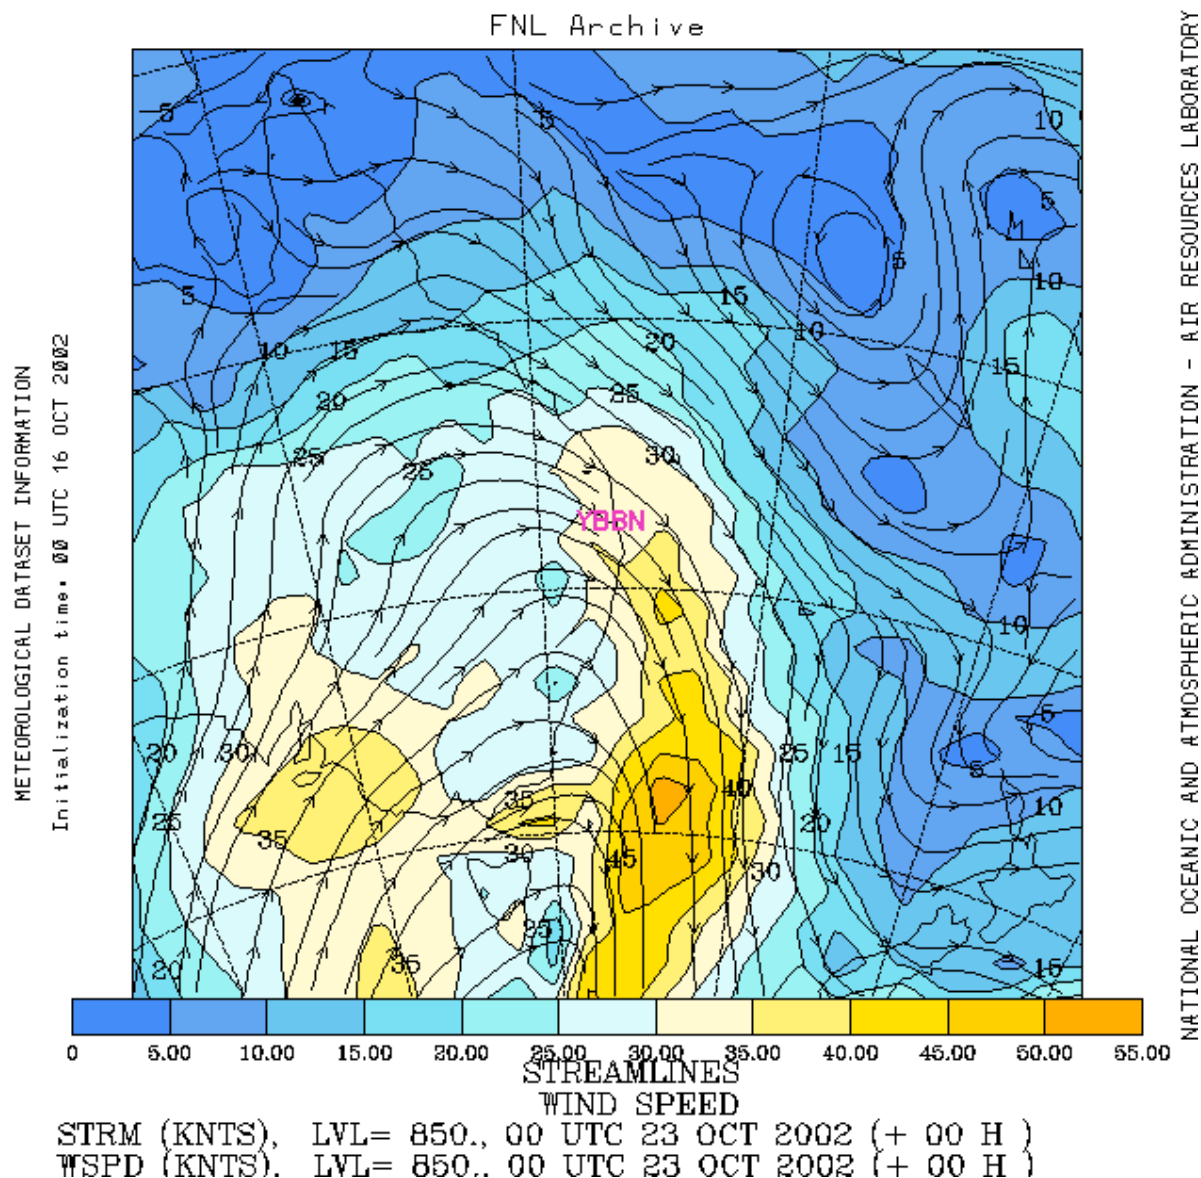 FNL Archive
METEOROLOGICAL DATASET INFORMATION
Initialization time: 00 UTC 16 OCT 2002
NATIONAL OCEANIC AND ATMOSPHERIC ADMINISTRATION - AIR RESOURCES LABORATORY
5 5 10
5
5
5 15 10
10 15 20 10 15
20 25
25 25 30
YBBN
10
5
20 30 25 15
5
35 40 10
25 35 20
30 45 30
25
20 35 15
0 5.00 10.00 15.00 20.00 25.00 30.00 35.00 40.00 45.00 50.00 55.00
STREAMLINES
WIND SPEED
STRM (KNTS), LVL= 850., 00 UTC 23 OCT 2002 (+ 00 H )
WSPD (KNTS), LVL= 850., 00 UTC 23 OCT 2002 (+ 00 H )